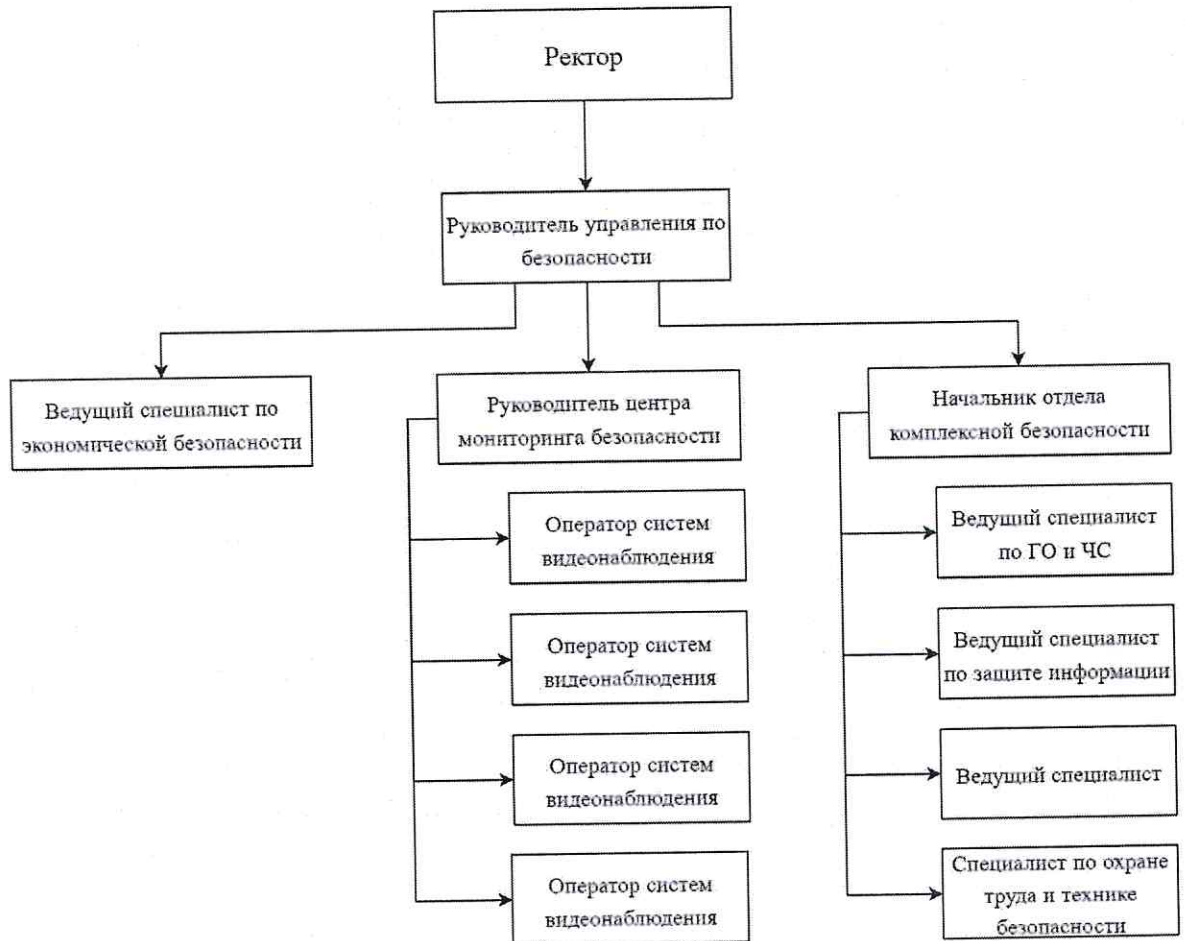 Ректор
Руководитель управления по
безопасности
Ведущий специалист по
экономической безопасности
Руководитель центра
мониторинга безопасности
Оператор систем
видеонаблюдения
Оператор систем
видеонаблюдения
Оператор систем
видеонаблюдения
Оператор систем
видеонаблюдения
Начальник отдела
комплексной безопасности
Ведущий специалист
по ГО и ЧС
Ведущий специалист
по защите информации
Ведущий специалист
Специалист по охране
труда и технике
безопасности